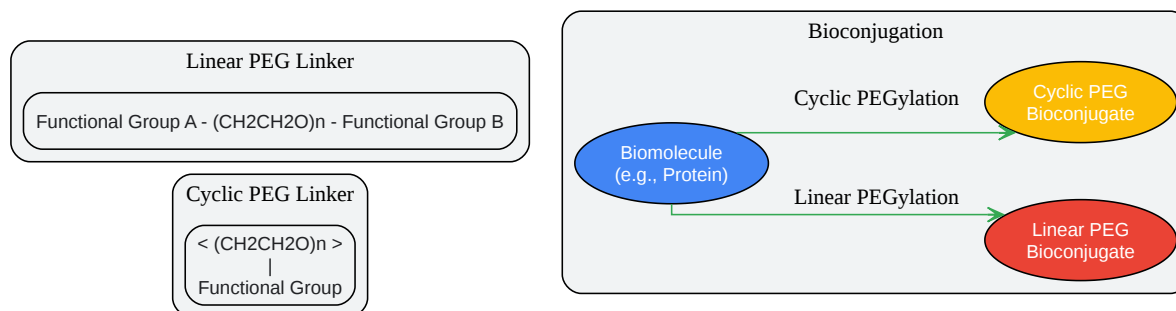 Linear PEG Linker
Functional Group A - (CH2CH2O)n - Functional Group B
Cyclic PEG Linker
< (CH2CH2O)n >
|
Functional Group
Bioconjugation
Cyclic PEGylation
Cyclic PEG
Bioconjugate
Biomolecule
(e.g., Protein)
Linear PEGylation
Linear PEG
Bioconjugate